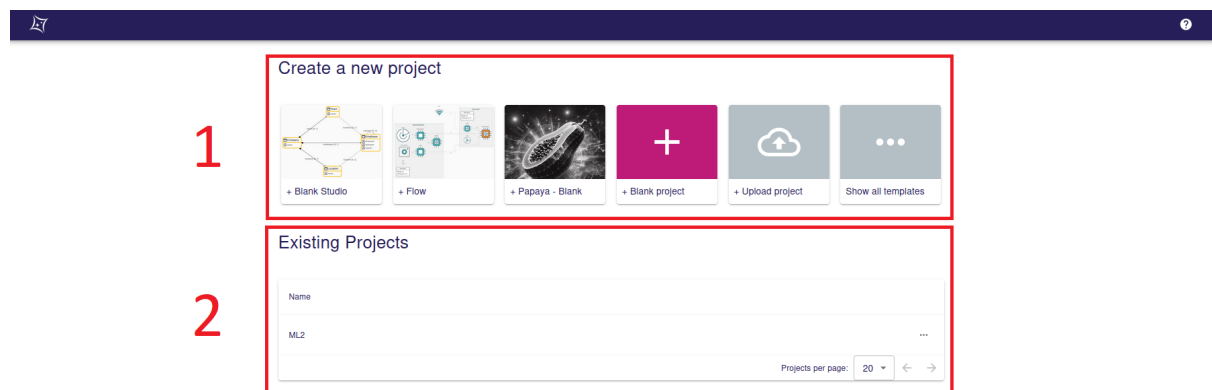 Create a new project
1
+ Blank Studio
+ Flow
+ Papaya - Blank
+ Blank project
+ Upload project
Show all templates
Existing Projects
2
Name
ML2
Projects per page: 20